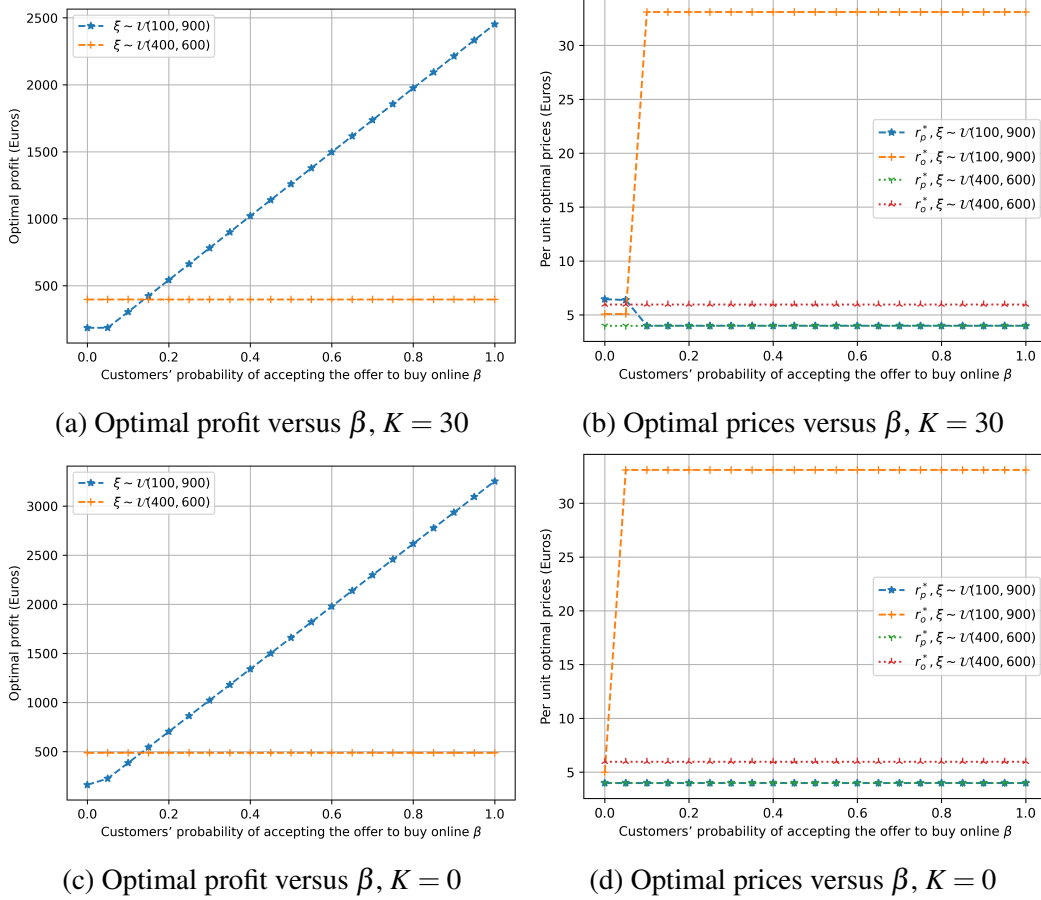 2500
2000
1500
1000
500
Optimal profit (Euros)
ξ ~ 𝒰(100, 900)
ξ ~ 𝒰(400, 600)
0.0 0.2 0.4 0.6 0.8 1.0
Customers' probability of accepting the offer to buy online β
(a) Optimal profit versus β, K = 30
30
25
20
15
10
5
Per unit optimal prices (Euros)
r*p, ξ ~ 𝒰(100, 900)
r*o, ξ ~ 𝒰(100, 900)
r*p, ξ ~ 𝒰(400, 600)
r*o, ξ ~ 𝒰(400, 600)
0.0 0.2 0.4 0.6 0.8 1.0
Customers' probability of accepting the offer to buy online β
(b) Optimal prices versus β, K = 30
3000
2500
2000
1500
1000
500
Optimal profit (Euros)
ξ ~ 𝒰(100, 900)
ξ ~ 𝒰(400, 600)
0.0 0.2 0.4 0.6 0.8 1.0
Customers' probability of accepting the offer to buy online β
(c) Optimal profit versus β, K = 0
30
25
20
15
10
5
Per unit optimal prices (Euros)
r*p, ξ ~ 𝒰(100, 900)
r*o, ξ ~ 𝒰(100, 900)
r*p, ξ ~ 𝒰(400, 600)
r*o, ξ ~ 𝒰(400, 600)
0.0 0.2 0.4 0.6 0.8 1.0
Customers' probability of accepting the offer to buy online β
(d) Optimal prices versus β, K = 0